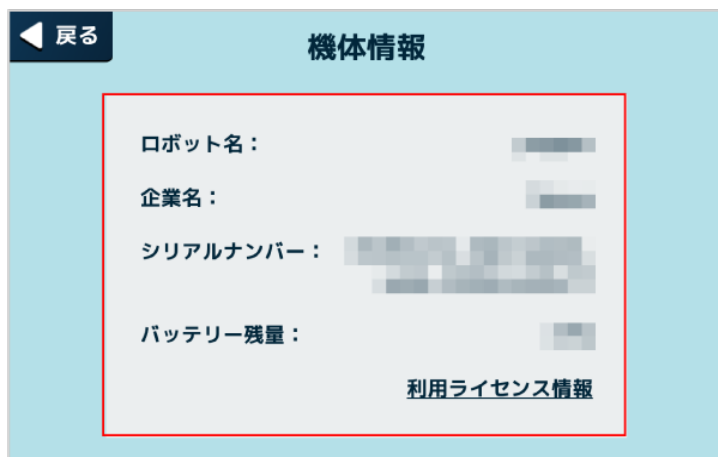 戻る
機体情報
ロボット名：
企業名：
シリアルナンバー：
バッテリー残量：
利用ライセンス情報